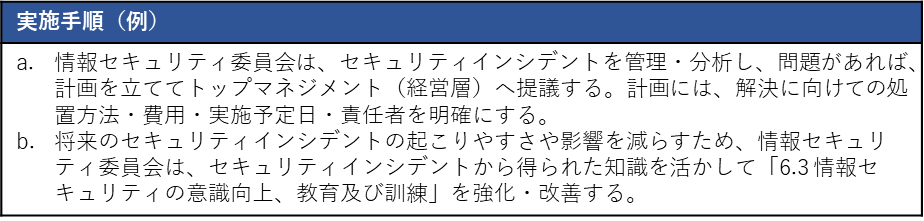 実施手順（例）
a. 情報セキュリティ委員会は、セキュリティインシデントを管理・分析し、問題があれば、
計画を立ててトップマネジメント（経営層）へ提議する。計画には、解決に向けての処
置方法・費用・実施予定日・責任者を明確にする。
b. 将来のセキュリティインシデントの起こりやすさや影響を減らすため、情報セキュリ
ティ委員会は、セキュリティインシデントから得られた知識を活かして「6.3 情報セ
キュリティの意識向上、教育及び訓練」を強化・改善する。